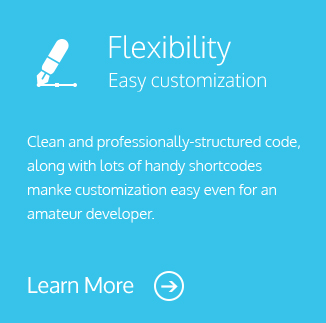 Flexibility
Easy customization
Clean and professionally-structured code,
along with lots of handy shortcodes
manke customization easy even for an
amateur developer.
Learn More